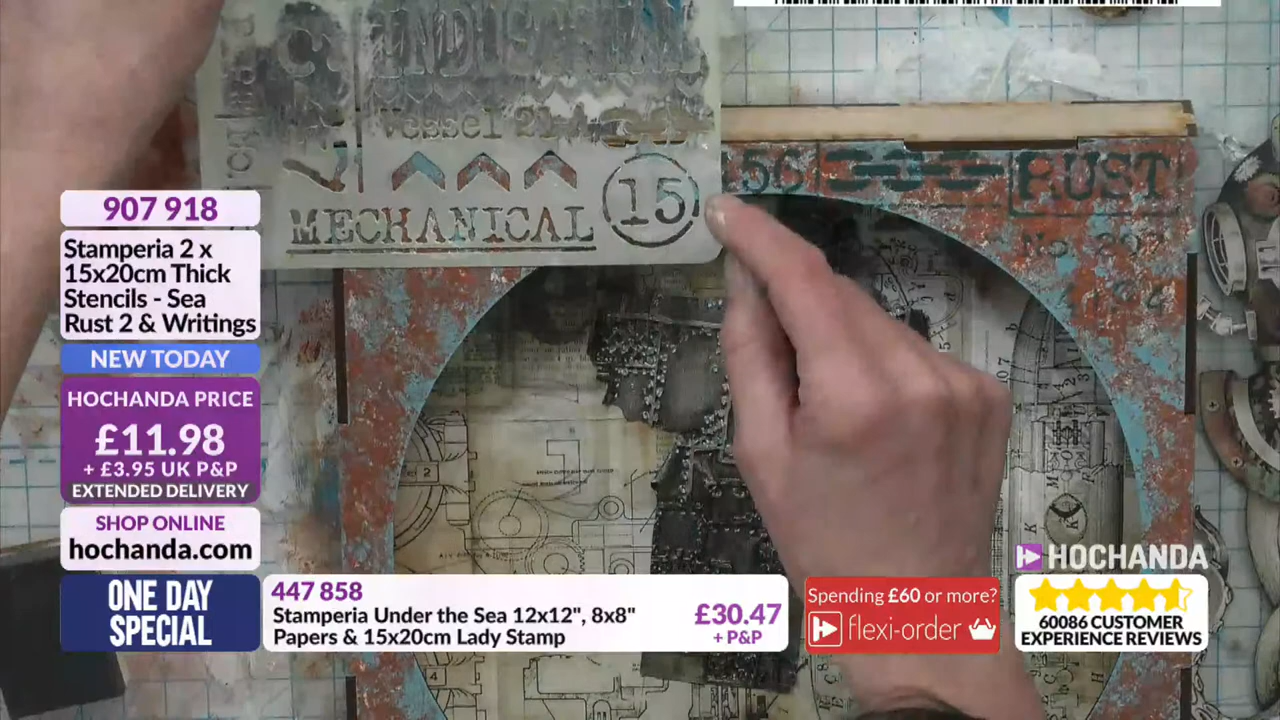 INDUSTRIAL
Vessel
15
MECHANICAL
RUST
907 918
Stamperia 2 x
15x20cm Thick
Stencils - Sea
Rust 2 & Writings
NEW TODAY
HOCHANDA PRICE
£11.98
+ £3.95 UK P&P
EXTENDED DELIVERY
SHOP ONLINE
hochanda.com
ONE DAY
SPECIAL
447 858
Stamperia Under the Sea 12x12", 8x8"
Papers & 15x20cm Lady Stamp
£30.47
+ P&P
Spending £60 or more?
flexi-order
HOCHANDA
60086 CUSTOMER
EXPERIENCE REVIEWS